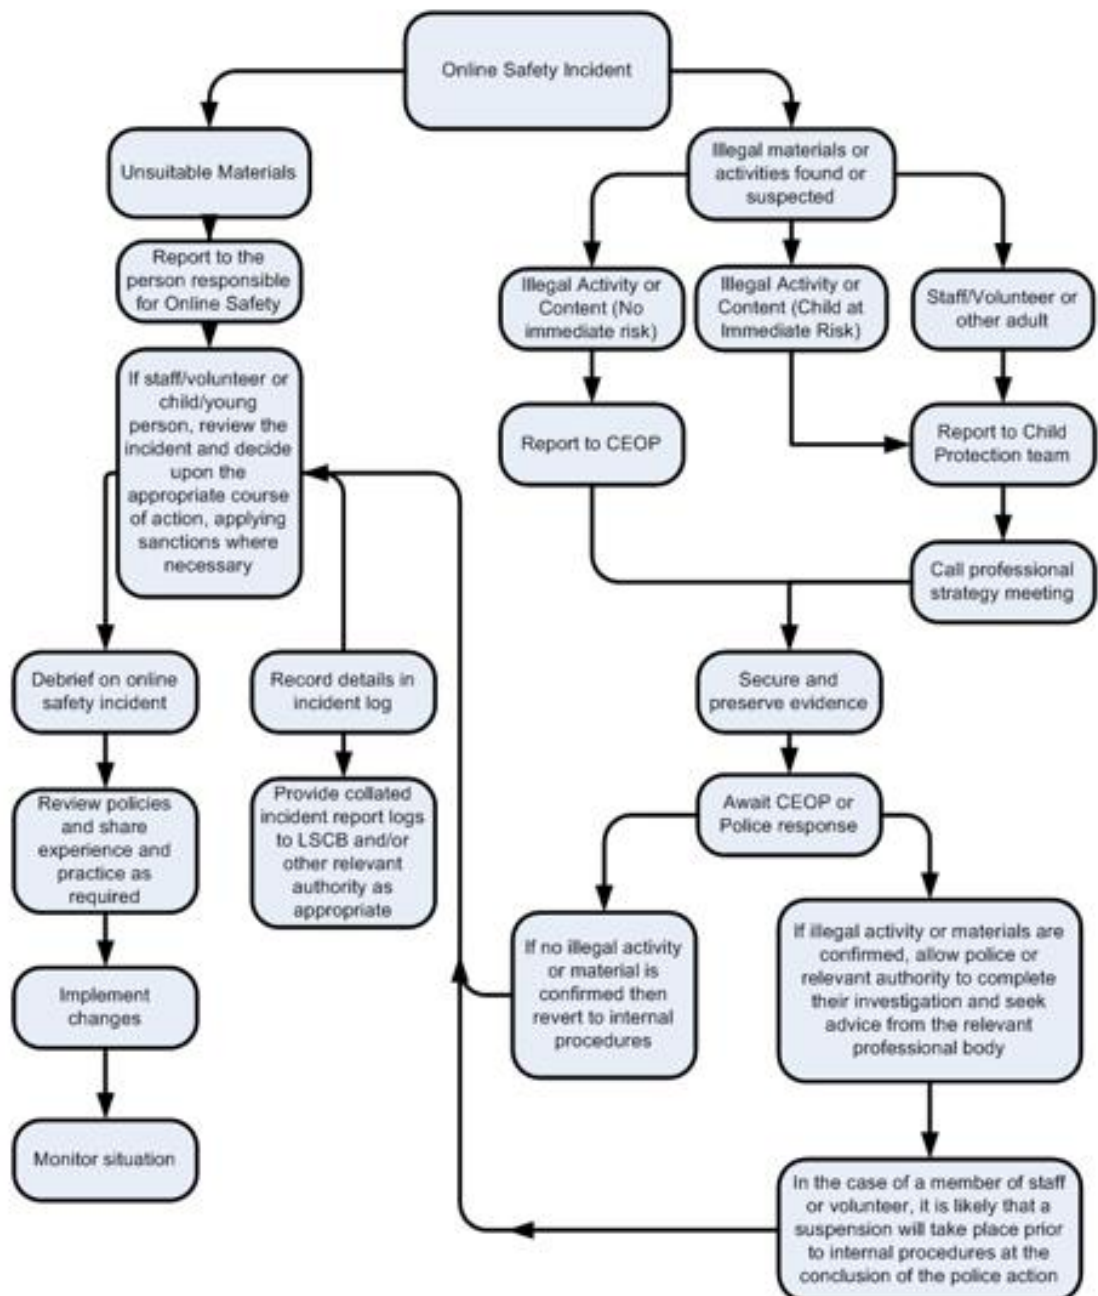 Online Safety Incident
Unsuitable Materials
Illegal materials or
activities found or
suspected
Report to the
person responsible
for Online Safety
Illegal Activity or
Content (No
immediate risk)
Illegal Activity or
Content (Child at
Immediate Risk)
Staff/Volunteer or
other adult
If staff/volunteer or
child/young
person, review the
incident and decide
upon the
appropriate course
of action, applying
sanctions where
necessary
Report to CEOP
Report to Child
Protection team
Call professional
strategy meeting
Debrief on online
safety incident
Record details in
incident log
Secure and
preserve evidence
Review policies
and share
experience and
practice as
required
Provide collated
incident report logs
to LSCB and/or
other relevant
authority as
appropriate
Await CEOP or
Police response
If no illegal activity
or material is
confirmed then
revert to internal
procedures
If illegal activity or materials are
confirmed, allow police or
relevant authority to complete
their investigation and seek
advice from the relevant
professional body
Implement
changes
Monitor situation
In the case of a member of staff
or volunteer, it is likely that a
suspension will take place prior
to internal procedures at the
conclusion of the police action